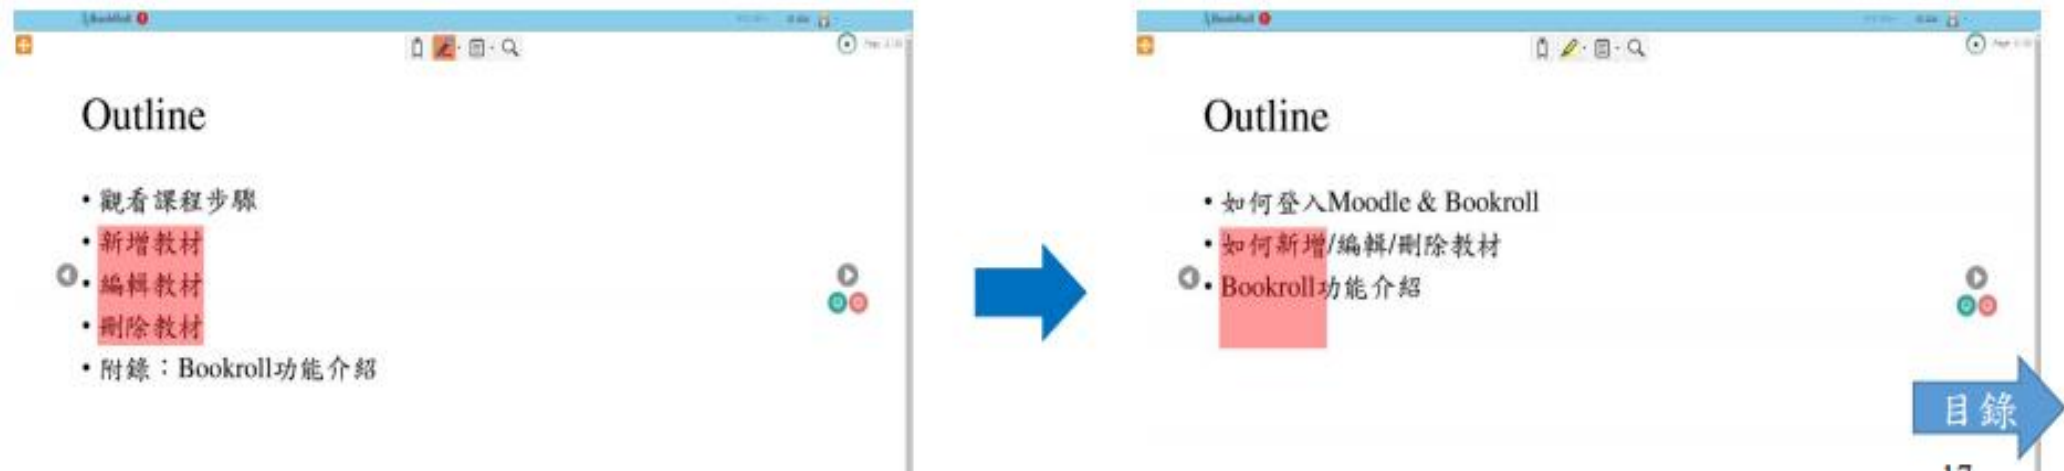 BookRoll
Outline
• 觀看課程步驟
• 新增教材
• 編輯教材
• 刪除教材
• 附錄：Bookroll功能介紹
BookRoll
Outline
• 如何登入Moodle & Bookroll
• 如何新增/編輯/刪除教材
• Bookroll功能介紹
目錄